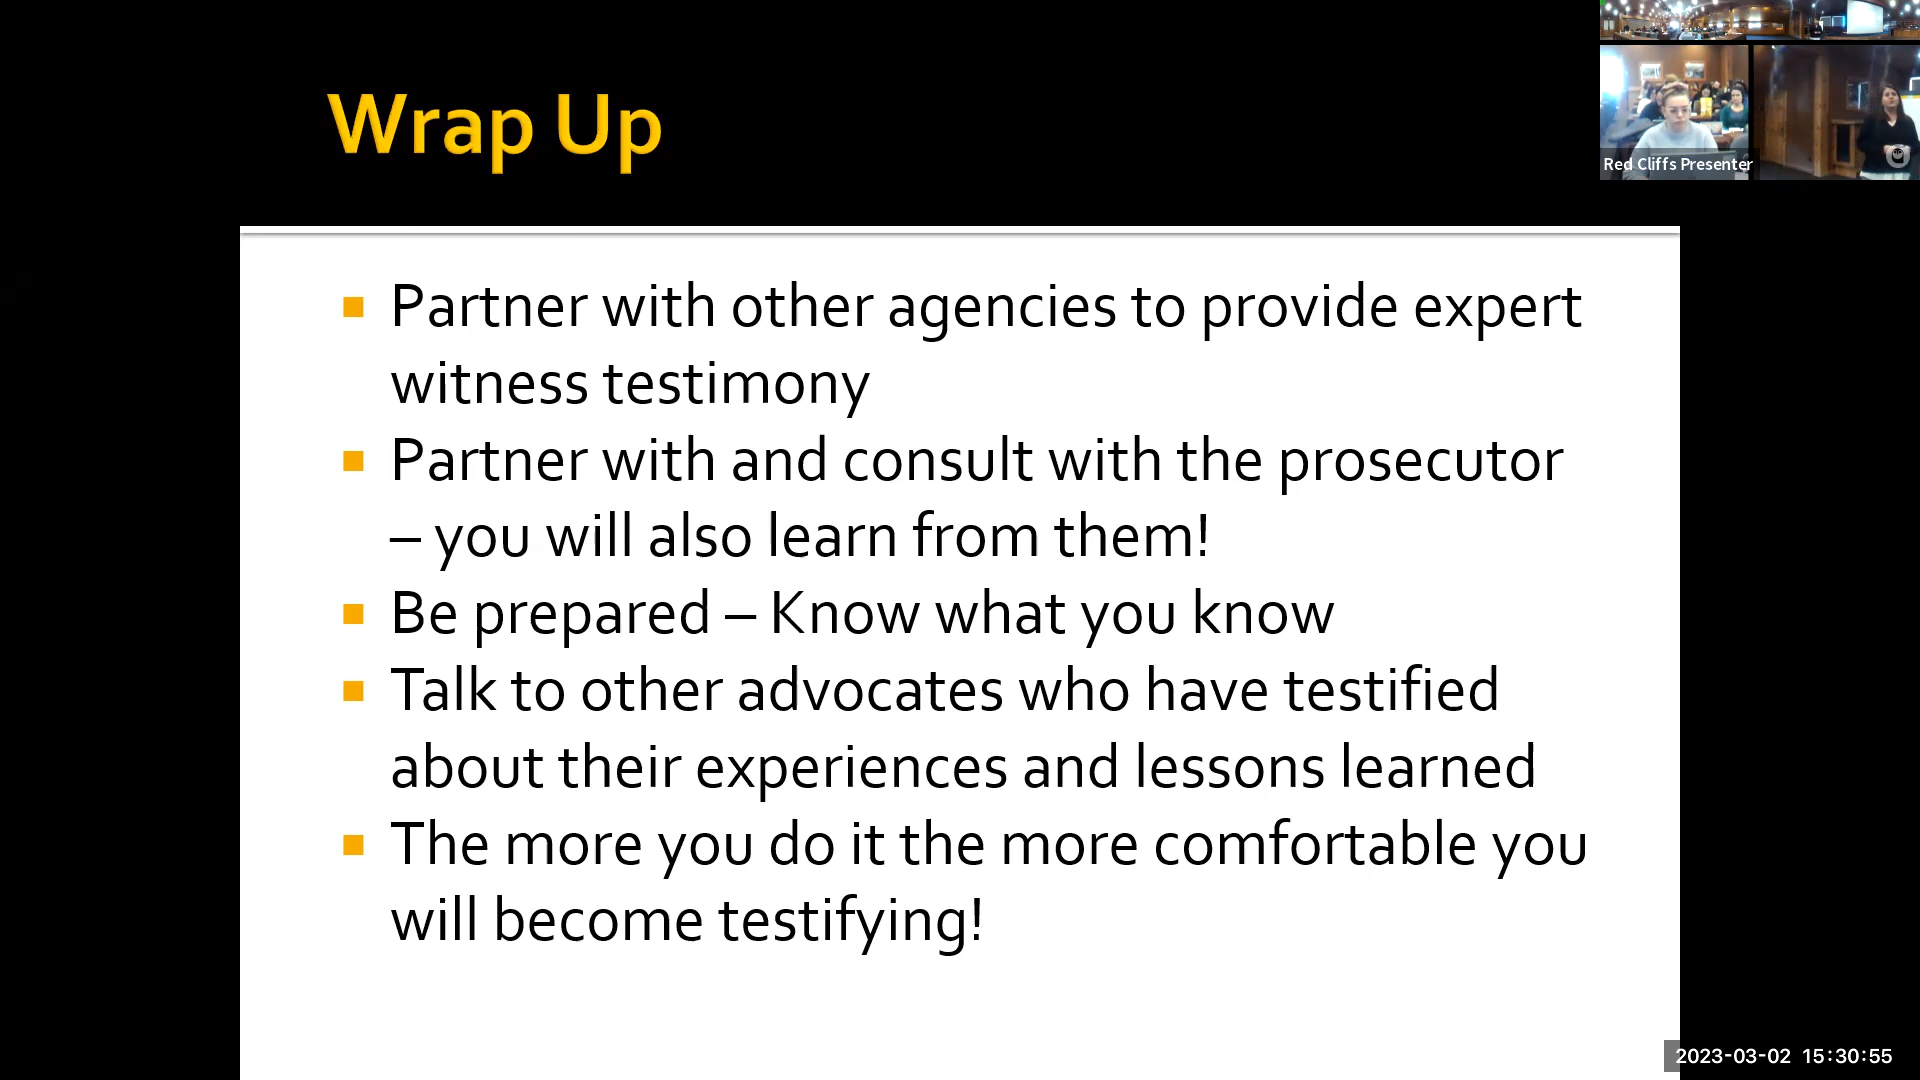 Wrap Up
Red Cliffs Presenter
Partner with other agencies to provide expert
witness testimony
Partner with and consult with the prosecutor
– you will also learn from them!
Be prepared – Know what you know
Talk to other advocates who have testified
about their experiences and lessons learned
The more you do it the more comfortable you
will become testifying!
2023-03-02 15:30:55